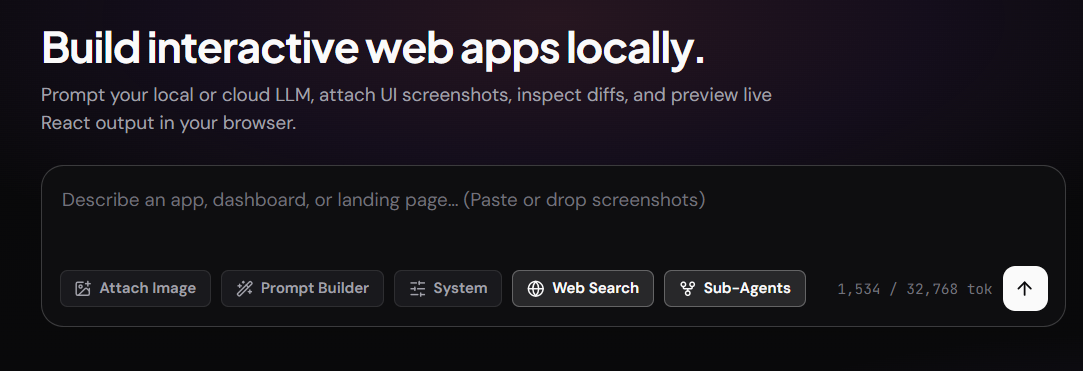 Build interactive web apps locally.
Prompt your local or cloud LLM, attach UI screenshots, inspect diffs, and preview live
React output in your browser.
Describe an app, dashboard, or landing page... (Paste or drop screenshots)
Attach Image
Prompt Builder
System
Web Search
Sub-Agents
1,534 / 32,768 tok